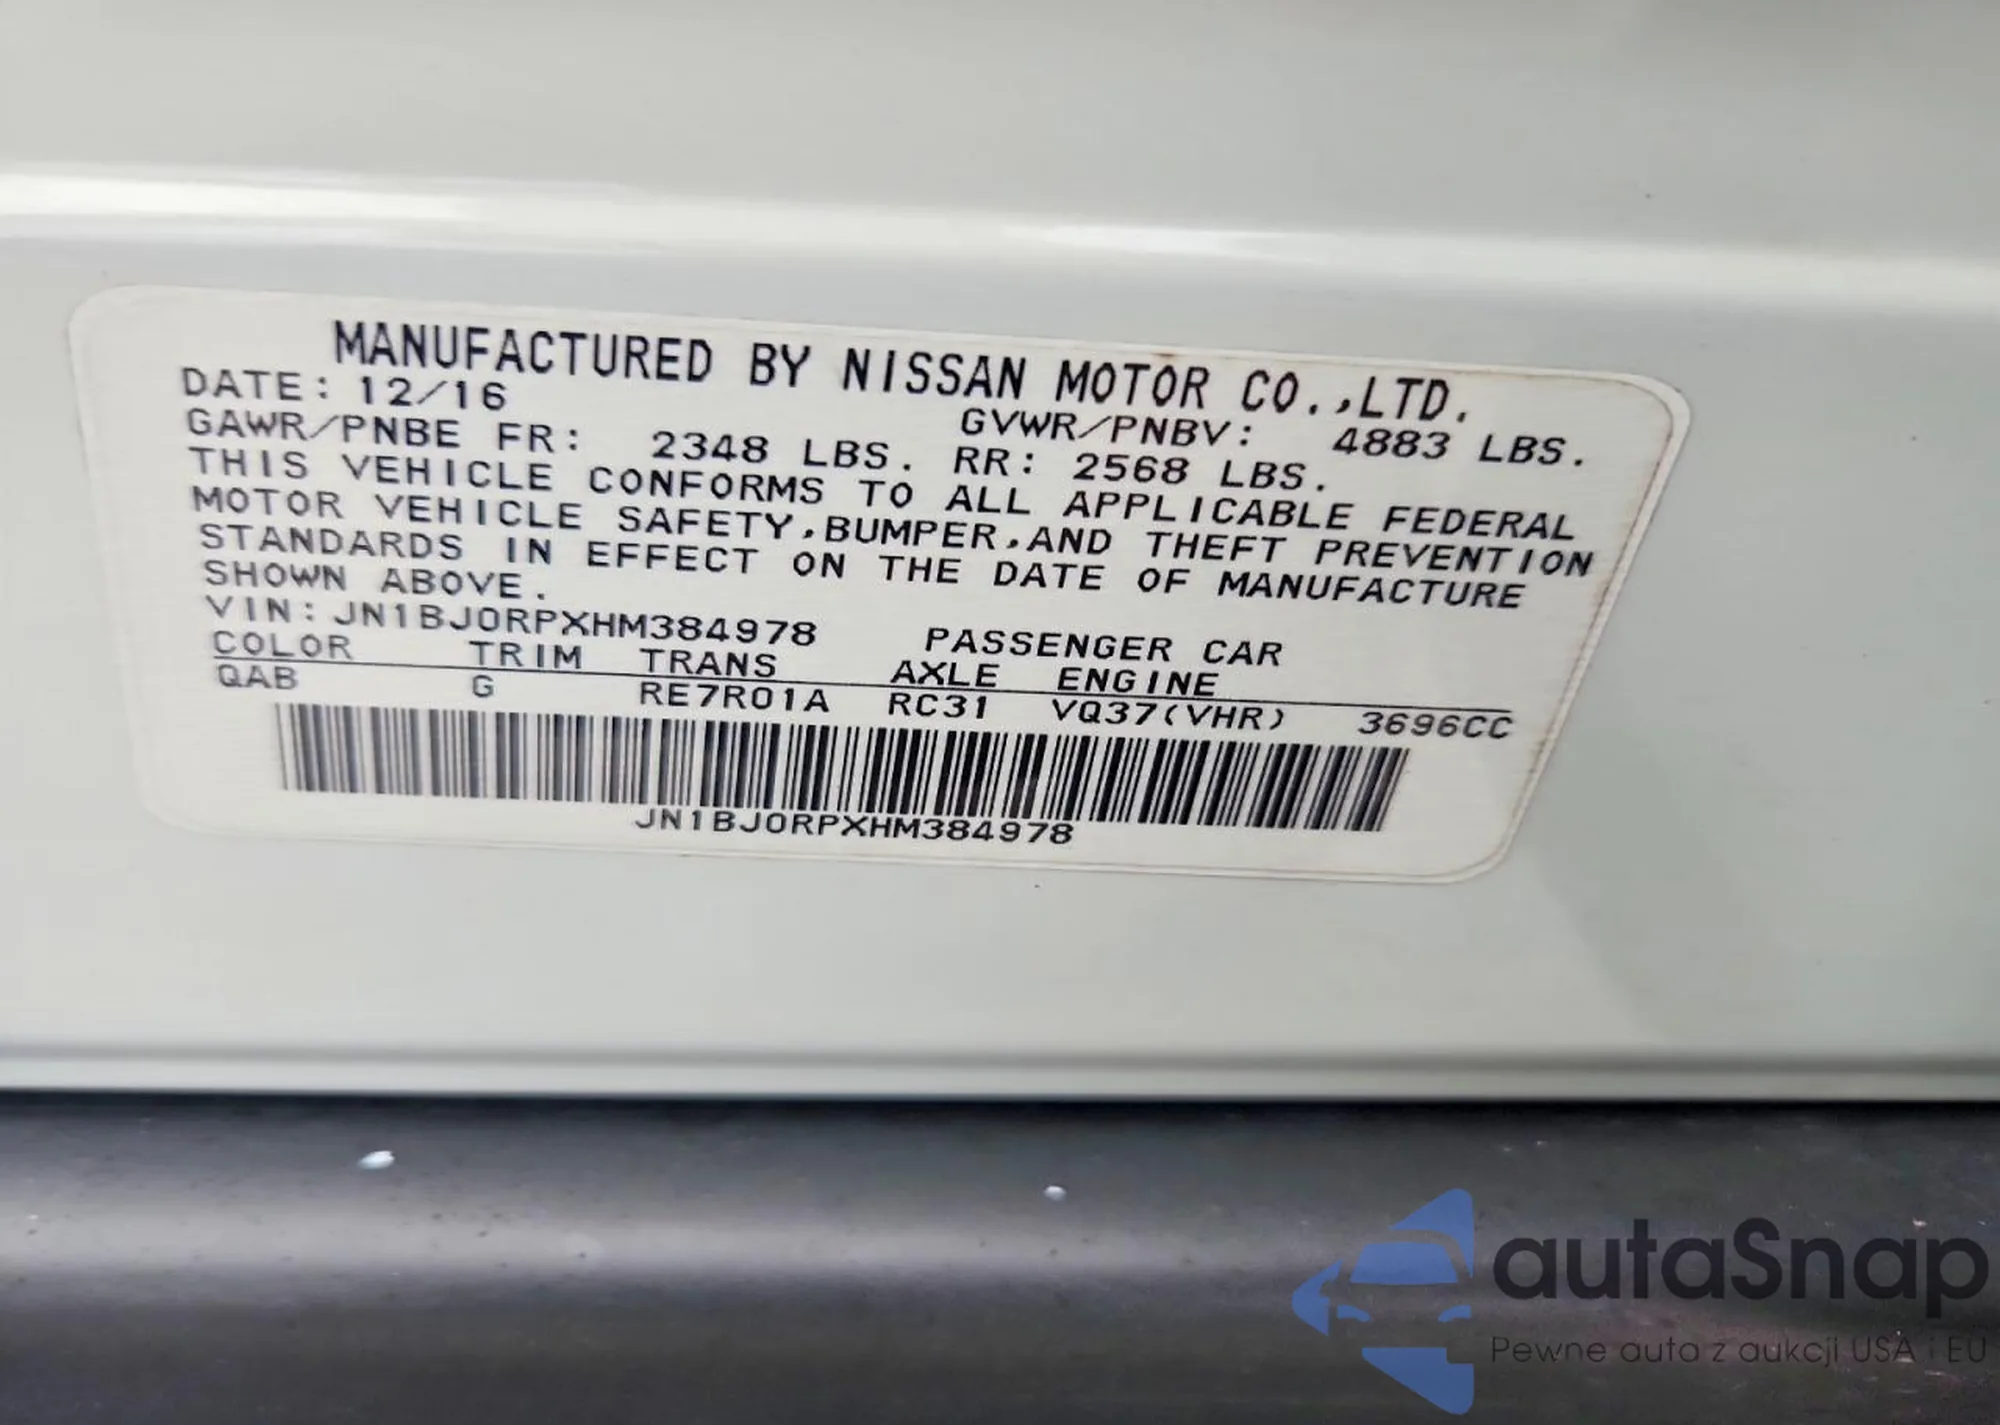 MANUFACTURED BY NISSAN MOTOR CO.,LTD.
DATE: 12/16 GVWR/PNBV: 4883 LBS.
GAWR/PNBE FR: 2348 LBS. RR: 2568 LBS.
THIS VEHICLE CONFORMS TO ALL APPLICABLE FEDERAL
MOTOR VEHICLE SAFETY,BUMPER,AND THEFT PREVENTION
STANDARDS IN EFFECT ON THE DATE OF MANUFACTURE
SHOWN ABOVE.
VIN: JN1BJ0RPXHM384978 PASSENGER CAR
COLOR TRIM TRANS AXLE ENGINE
QAB G RE7R01A RC31 VQ37(VHR) 3696CC
JN1BJ0RPXHM384978
autaSnap
Pewne auta z aukcji USA i EU